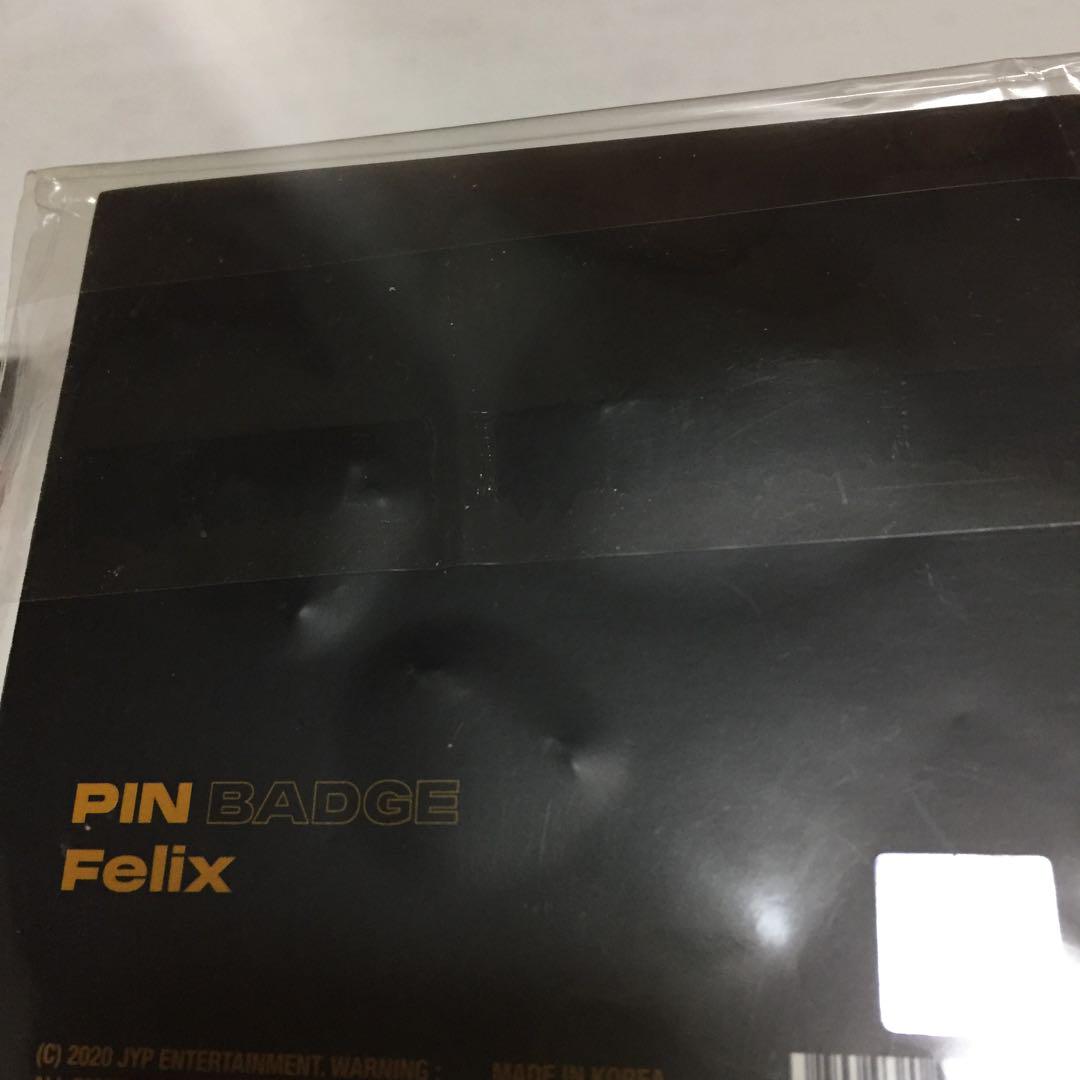 PIN BADGE
Felix
(C) 2020 JYP ENTERTAINMENT. WARNING :
MADE IN KOREA